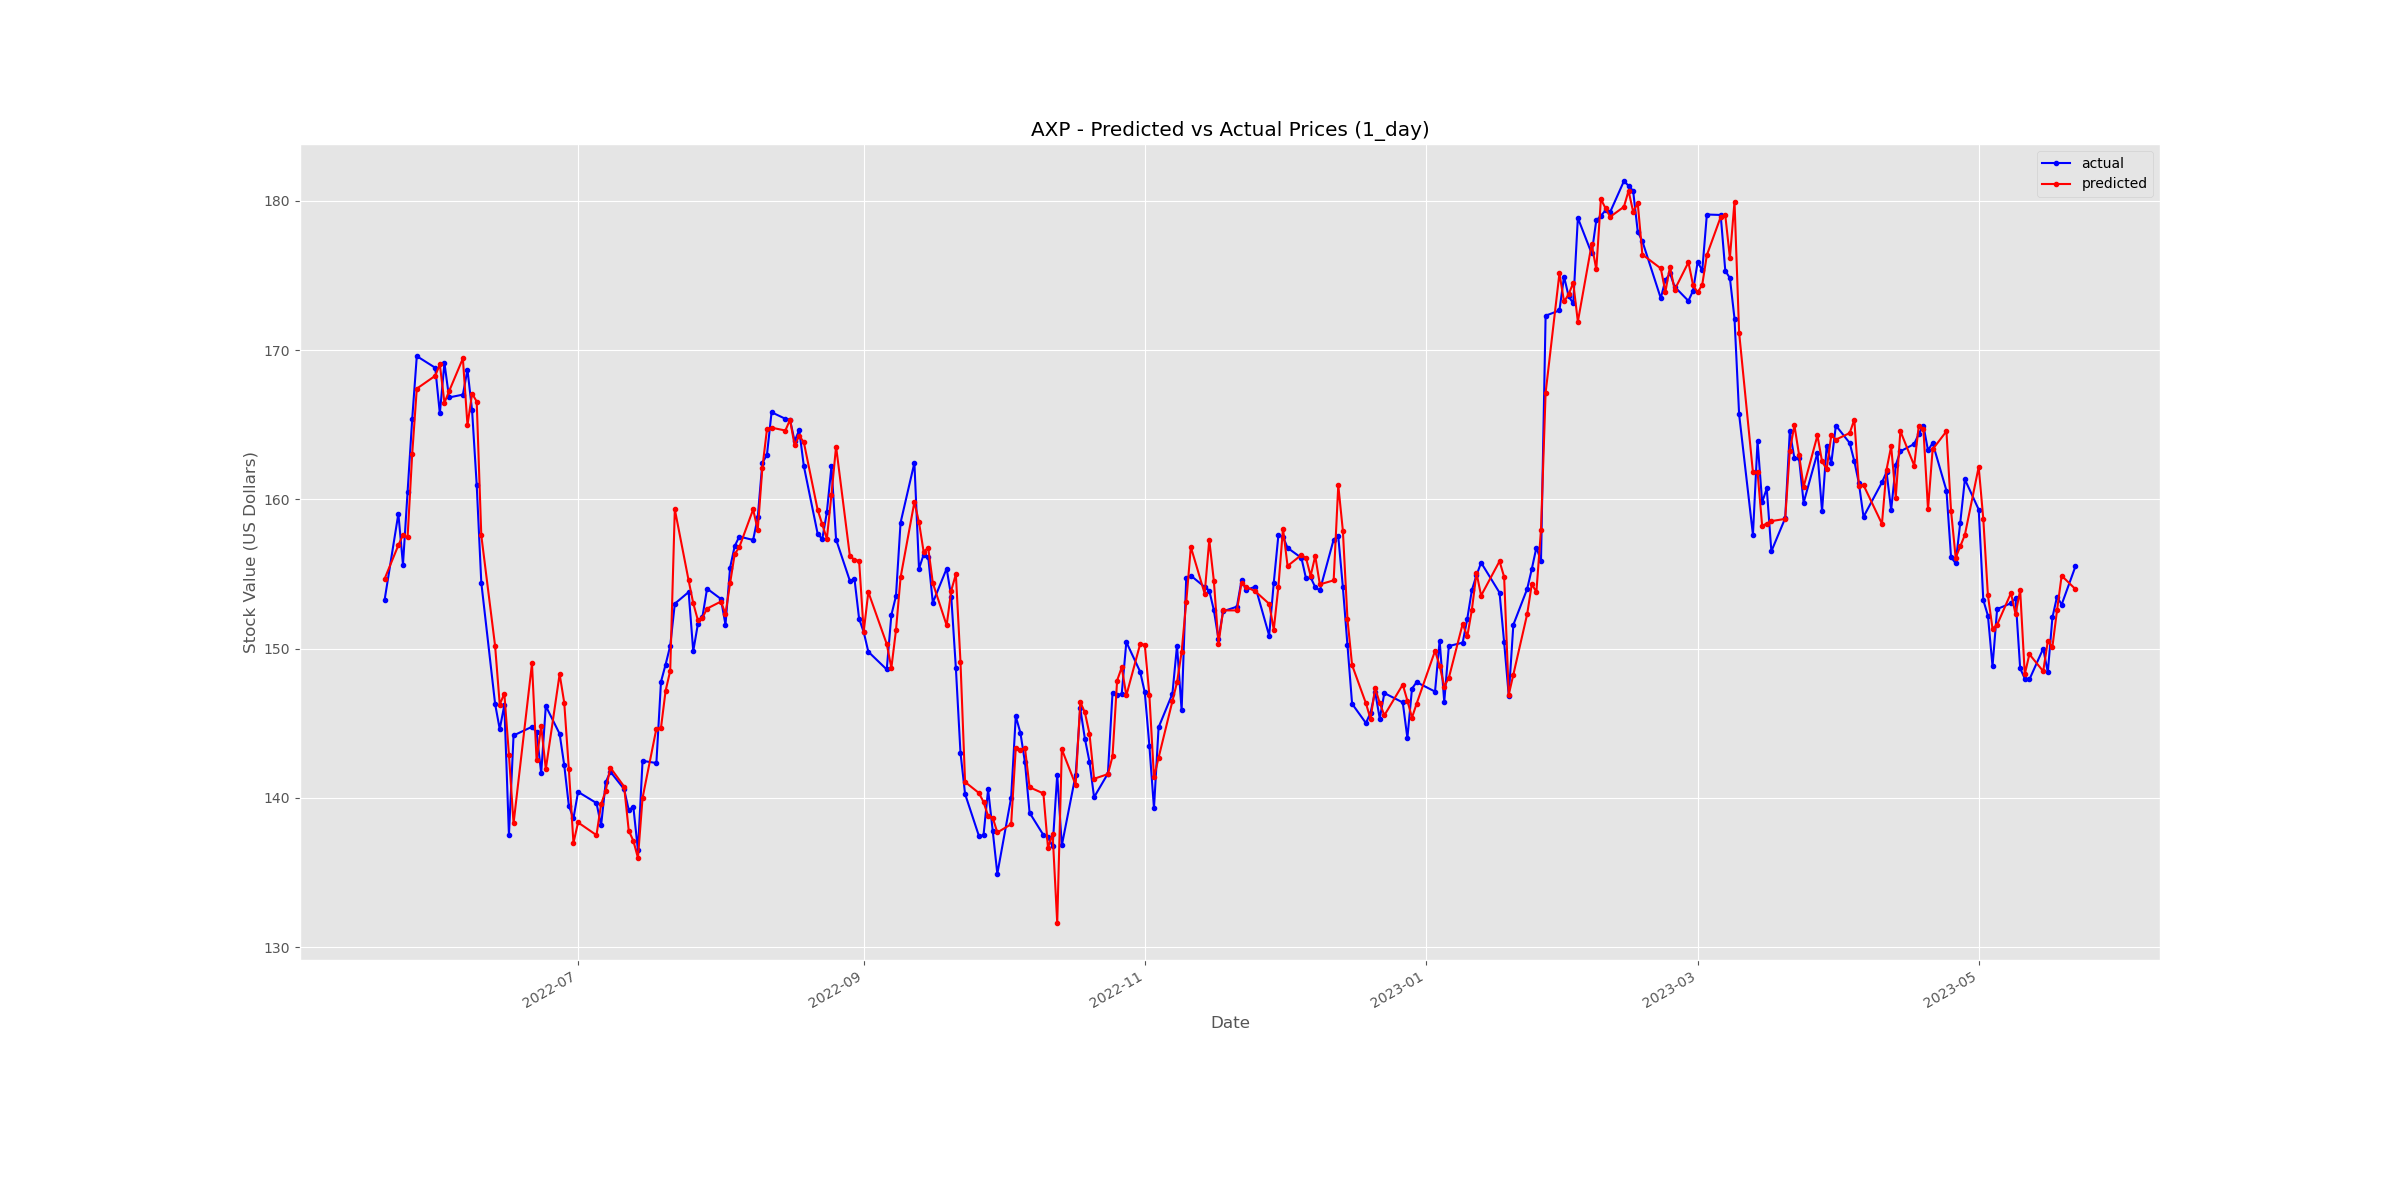 AXP - Predicted vs Actual Prices (1_day)
actual
predicted
Stock Value (US Dollars)
180
170
160
150
140
130
2022-07
2022-09
2022-11
2023-01
2023-03
2023-05
Date